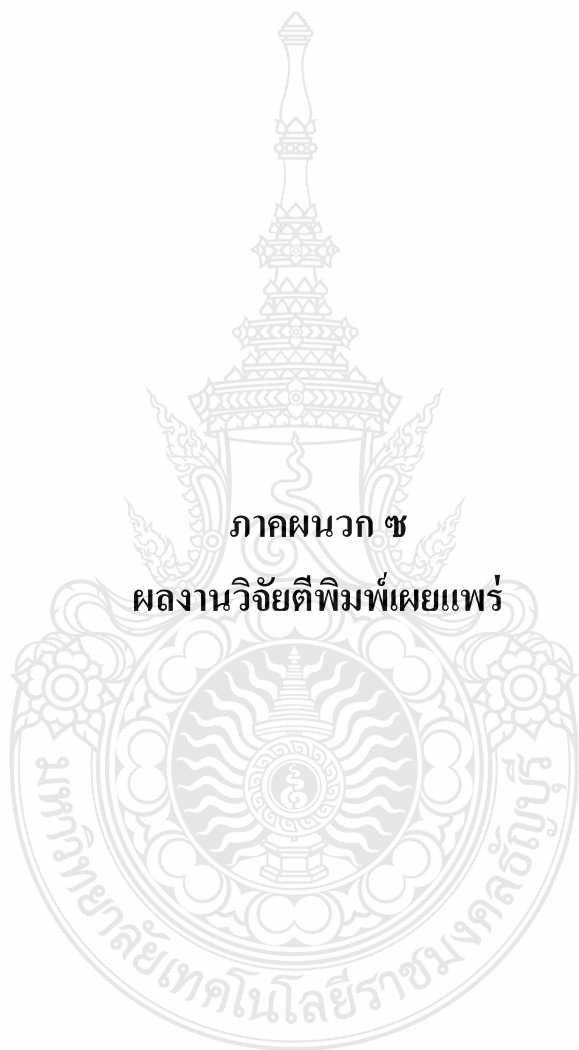 ภาคผนวก ซ
ผลงานวิจัยตีพิมพ์เผยแพร่
มหาวิทยาลัยเทคโนโลยีราชมงคลธัญบุรี